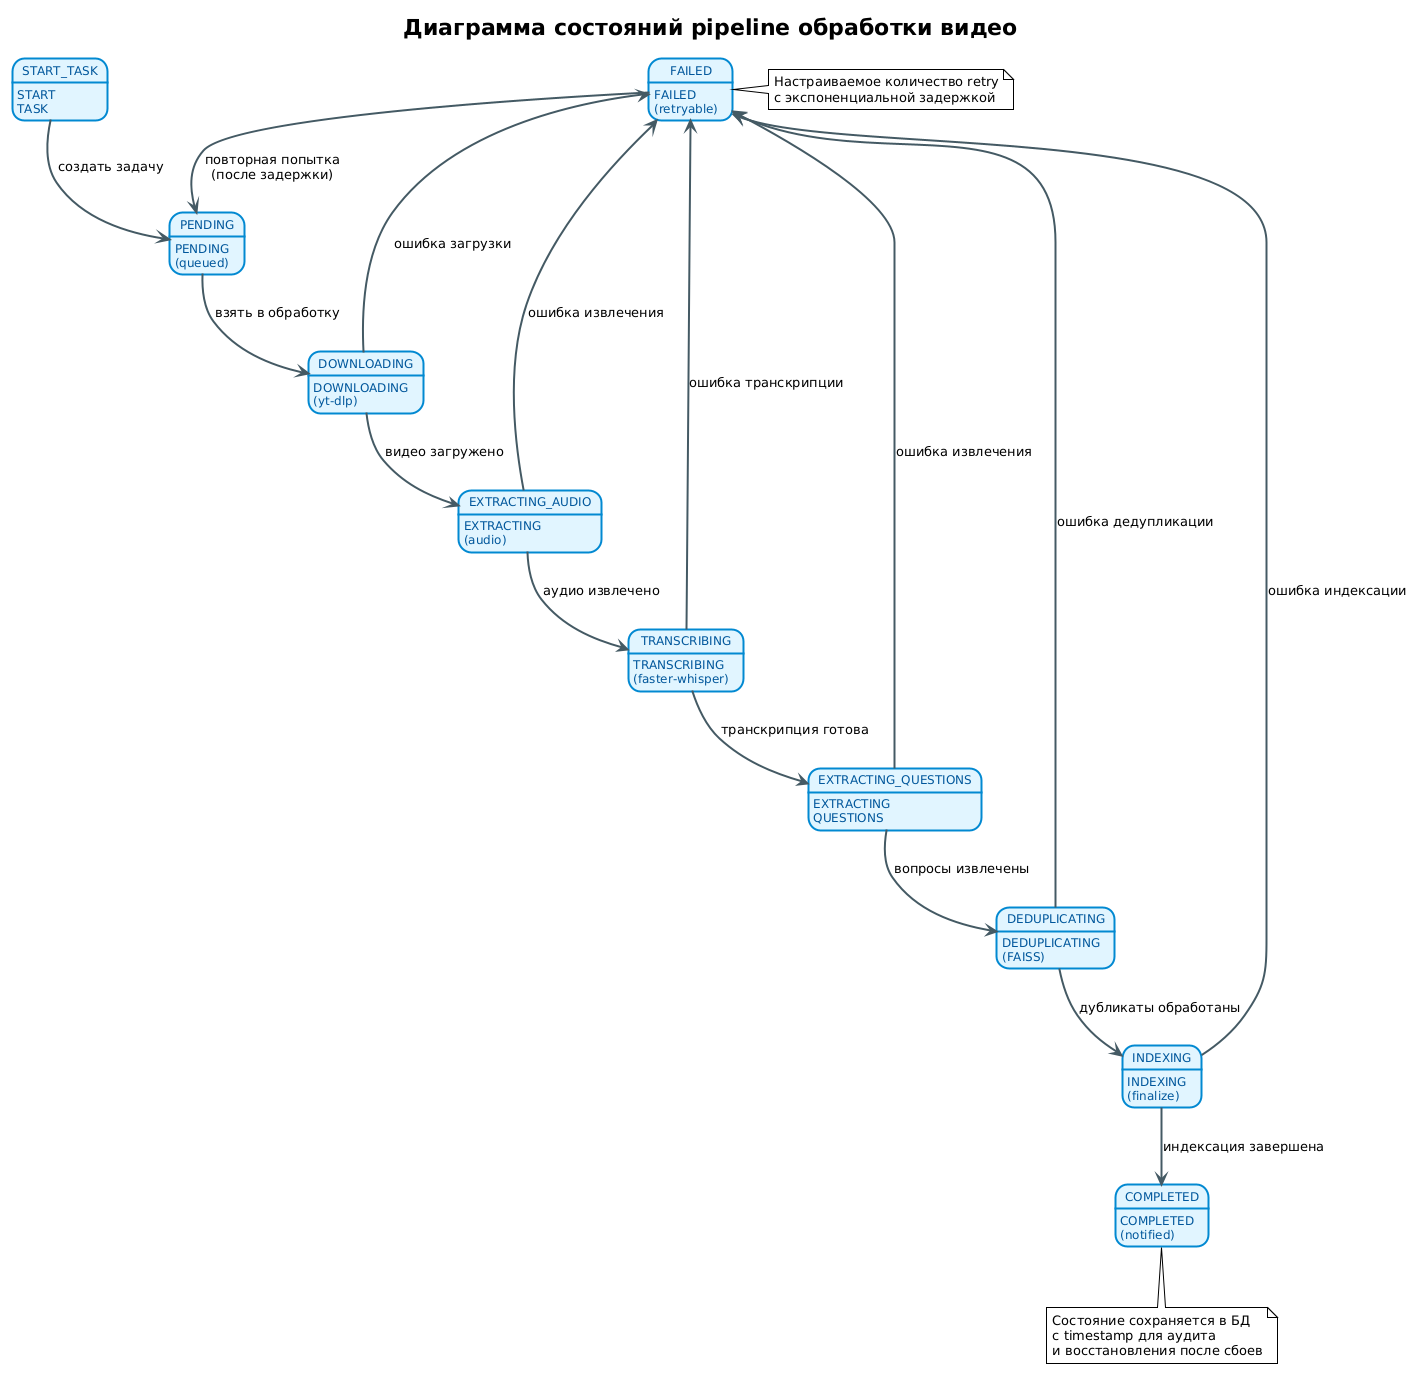 Диаграмма состояний pipeline обработки видео
START_TASK
START
TASK
FAILED
FAILED
(retryable)
Настраиваемое количество retry
с экспоненциальной задержкой
создать задачу
повторная попытка
(после задержки)
PENDING
PENDING
(queued)
ошибка загрузки
взять в обработку
ошибка извлечения
DOWNLOADING
DOWNLOADING
(yt-dlp)
ошибка транскрипции
видео загружено
ошибка извлечения
EXTRACTING_AUDIO
EXTRACTING
(audio)
ошибка дедупликации
аудио извлечено
ошибка индексации
TRANSCRIBING
TRANSCRIBING
(faster-whisper)
транскрипция готова
EXTRACTING_QUESTIONS
EXTRACTING
QUESTIONS
вопросы извлечены
DEDUPLICATING
DEDUPLICATING
(FAISS)
дубликаты обработаны
INDEXING
INDEXING
(finalize)
индексация завершена
COMPLETED
COMPLETED
(notified)
Состояние сохраняется в БД
с timestamp для аудита
и восстановления после сбоев